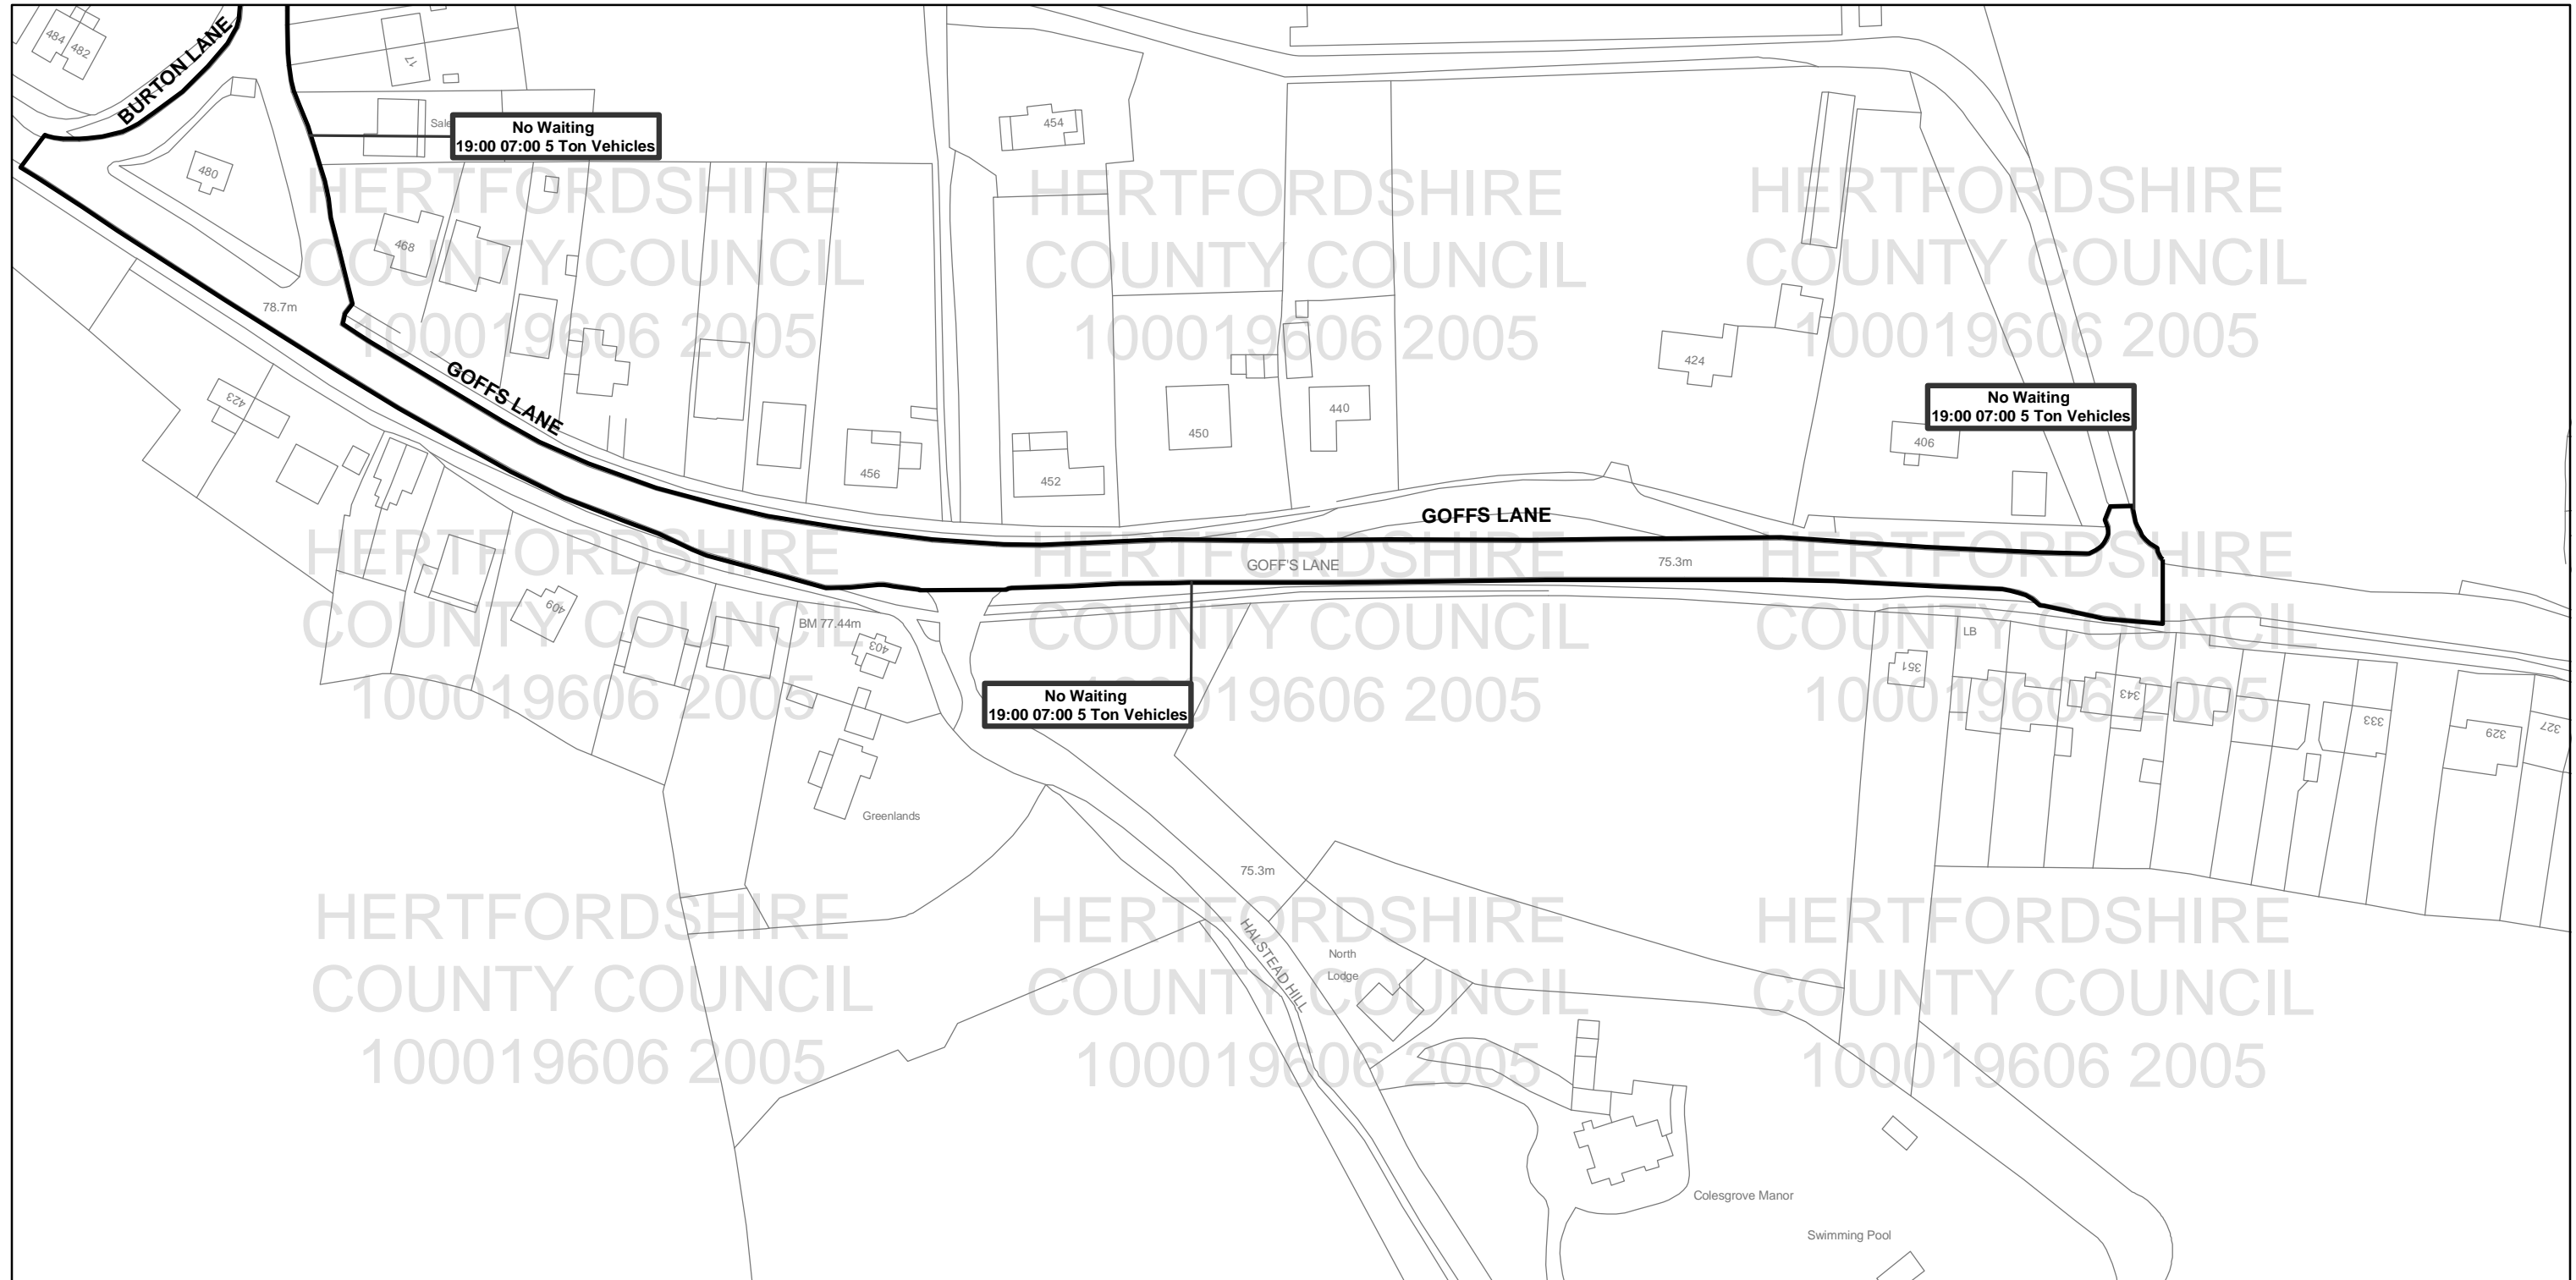 484
482
BURTON LANE
17
No Waiting
19:00 07:00 5 Ton Vehicles
454
480
HERTFORDSHIRE
COUNTY COUNCIL
100019606 2005
HERTFORDSHIRE
COUNTY COUNCIL
100019606 2005
HERTFORDSHIRE
COUNTY COUNCIL
100019606 2005
468
78.7m
GOFFS LANE
423
424
No Waiting
19:00 07:00 5 Ton Vehicles
440
450
406
456
452
GOFFS LANE
GOFF'S LANE
75.3m
HERTFORDSHIRE
COUNTY COUNCIL
100019606 2005
HERTFORDSHIRE
COUNTY COUNCIL
100019606 2005
HERTFORDSHIRE
COUNTY COUNCIL
100019606 2005
409
BM 77.44m
403
LB
351
343
333
329
327
No Waiting
19:00 07:00 5 Ton Vehicles
Greenlands
75.3m
HALSTEAD HILL
North
Lodge
HERTFORDSHIRE
COUNTY COUNCIL
100019606 2005
HERTFORDSHIRE
COUNTY COUNCIL
100019606 2005
HERTFORDSHIRE
COUNTY COUNCIL
100019606 2005
Colesgrove Manor
Swimming Pool